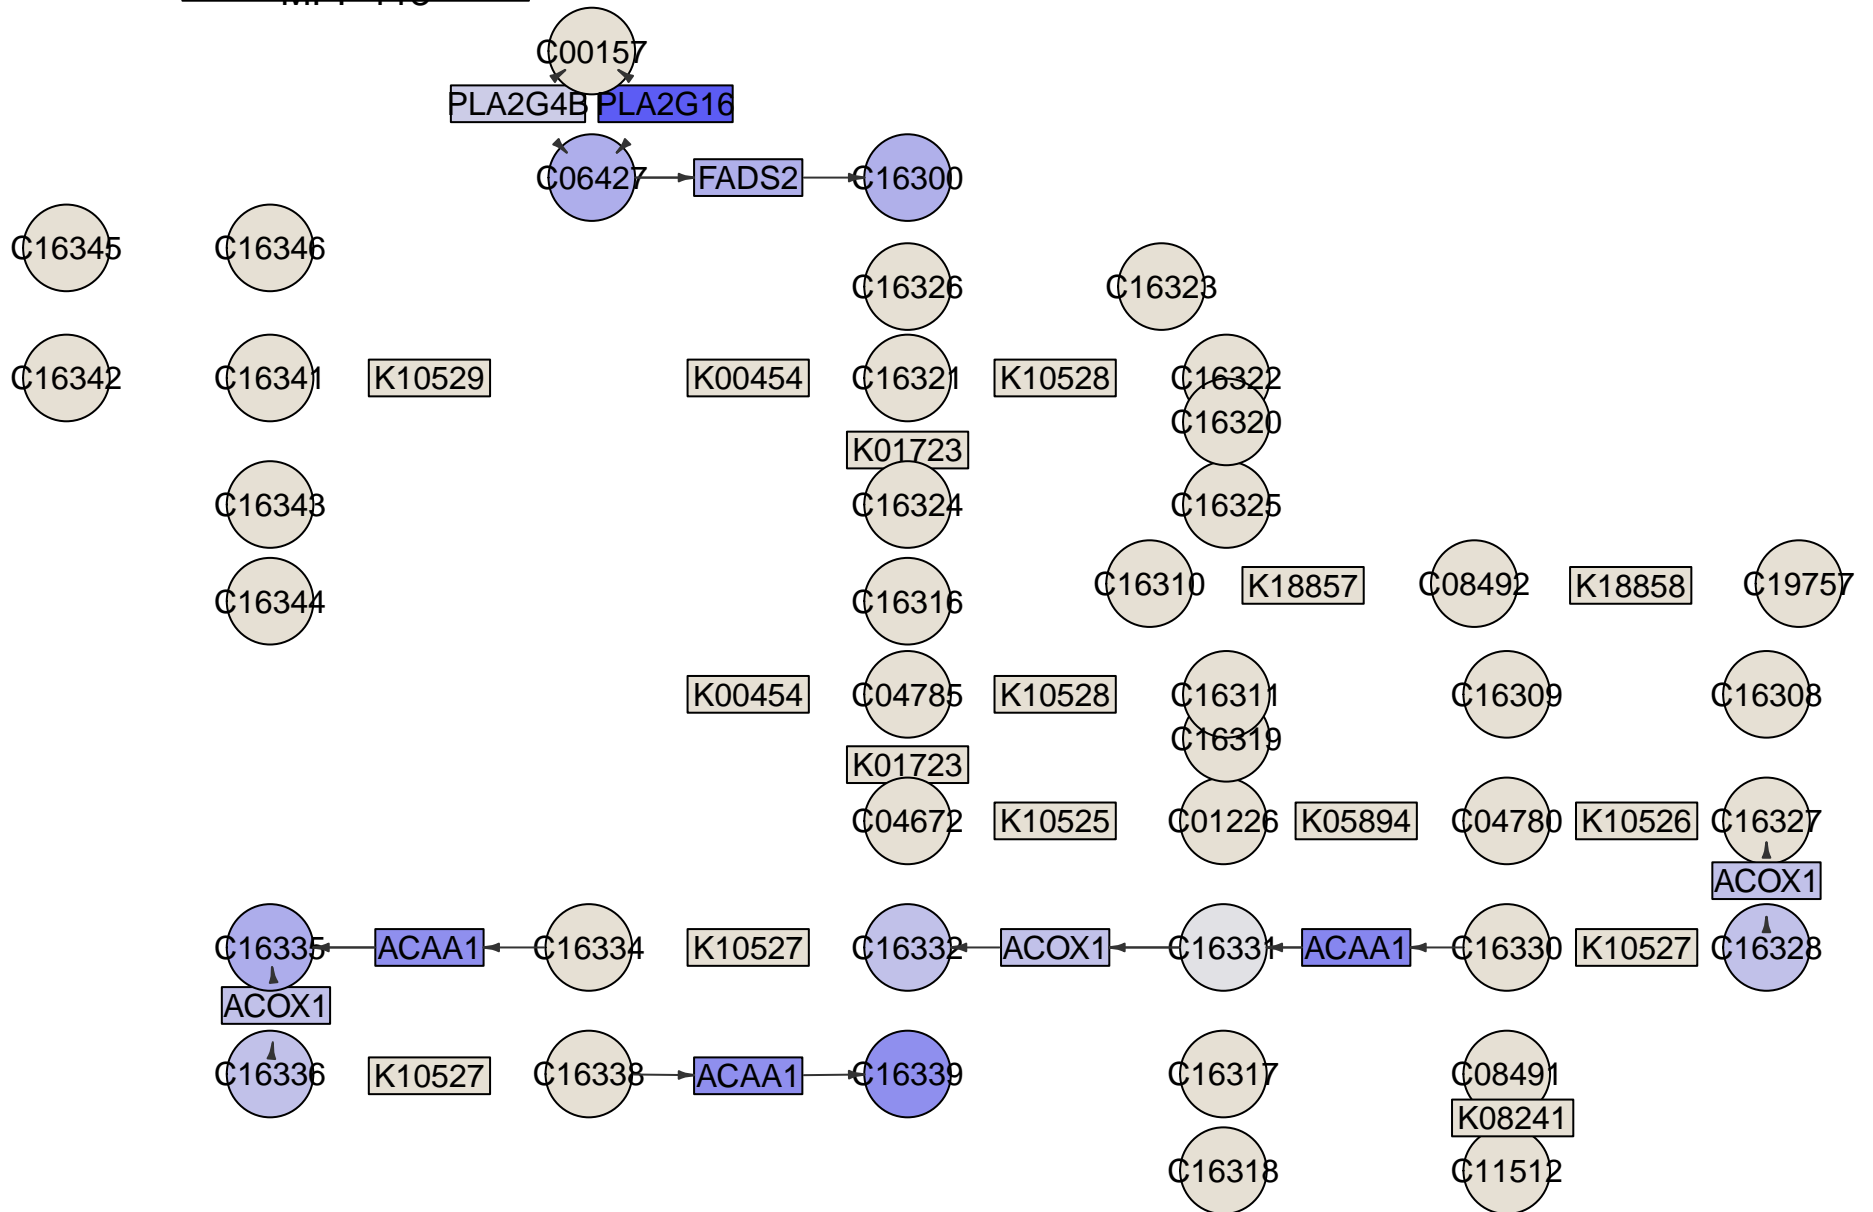 C00157
PLA2G4B PLA2G16
C06427 FADS2 C16300
C16345 C16346
C16326 C16323
C16342 C16341 K10529 K00454 C16321 K10528 C16322
C16320
K01723
C16343 C16324 C16325
C16310 K18857 C08492 K18858 C19757
C16344 C16316
K00454 C04785 K10528 C16311 C16309 C16308
C16319
K01723
C04672 K10525 C01226 K05894 C04780 K10526 C16327
ACOX1
C16335 ACAA1 C16334 K10527 C16332 ACOX1 C16331 ACAA1 C16330 K10527 C16328
ACOX1
C16336 K10527 C16338 ACAA1 C16339 C16317 C08491
K08241
C16318 C11512